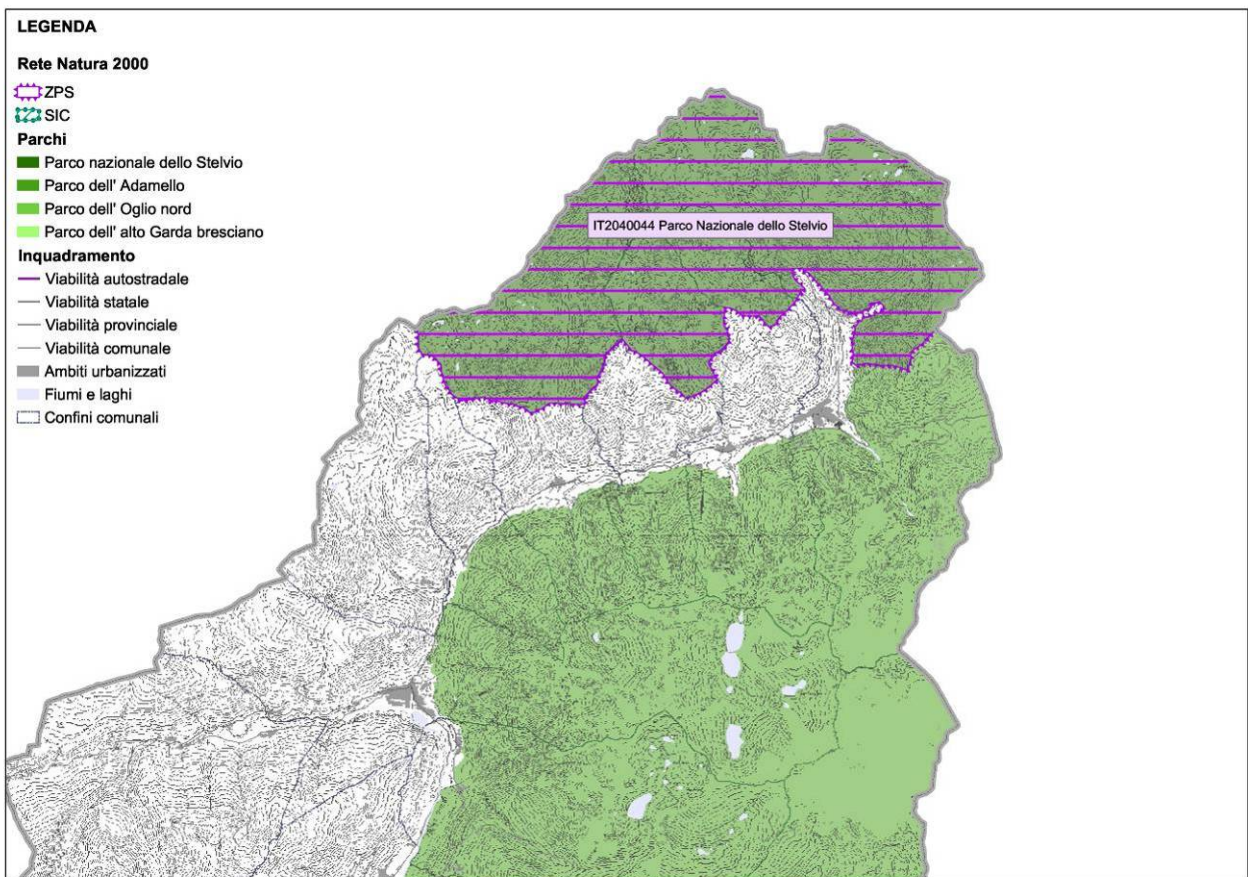 LEGENDA
Rete Natura 2000
ZPS
SIC
Parchi
Parco nazionale dello Stelvio
Parco dell' Adamello
Parco dell' Oglio nord
Parco dell' alto Garda bresciano
Inquadramento
Viabilità autostradale
Viabilità statale
Viabilità provinciale
Viabilità comunale
Ambiti urbanizzati
Fiumi e laghi
Confini comunali
IT2040044 Parco Nazionale dello Stelvio